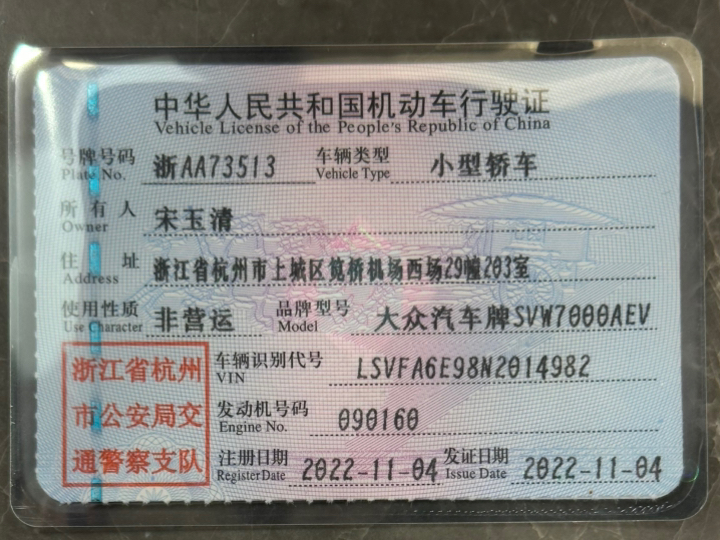 中华人民共和国机动车行驶证
Vehicle License of the People's Republic of China
号牌号码 浙AA73513 车辆类型 小型轿车
Plate No. Vehicle Type
所有人 宋玉清
Owner
住址 浙江省杭州市上城区笕桥机场西场29幢203室
Address
使用性质 非营运 品牌型号 大众汽车牌SVW7000AEV
Use Character Model
浙江省杭州 车辆识别代号 LSVFA6E98N2014982
VIN
市公安局交 发动机号码 090160
Engine No.
通警察支队 注册日期 2022-11-04 发证日期 2022-11-04
Register Date Issue Date